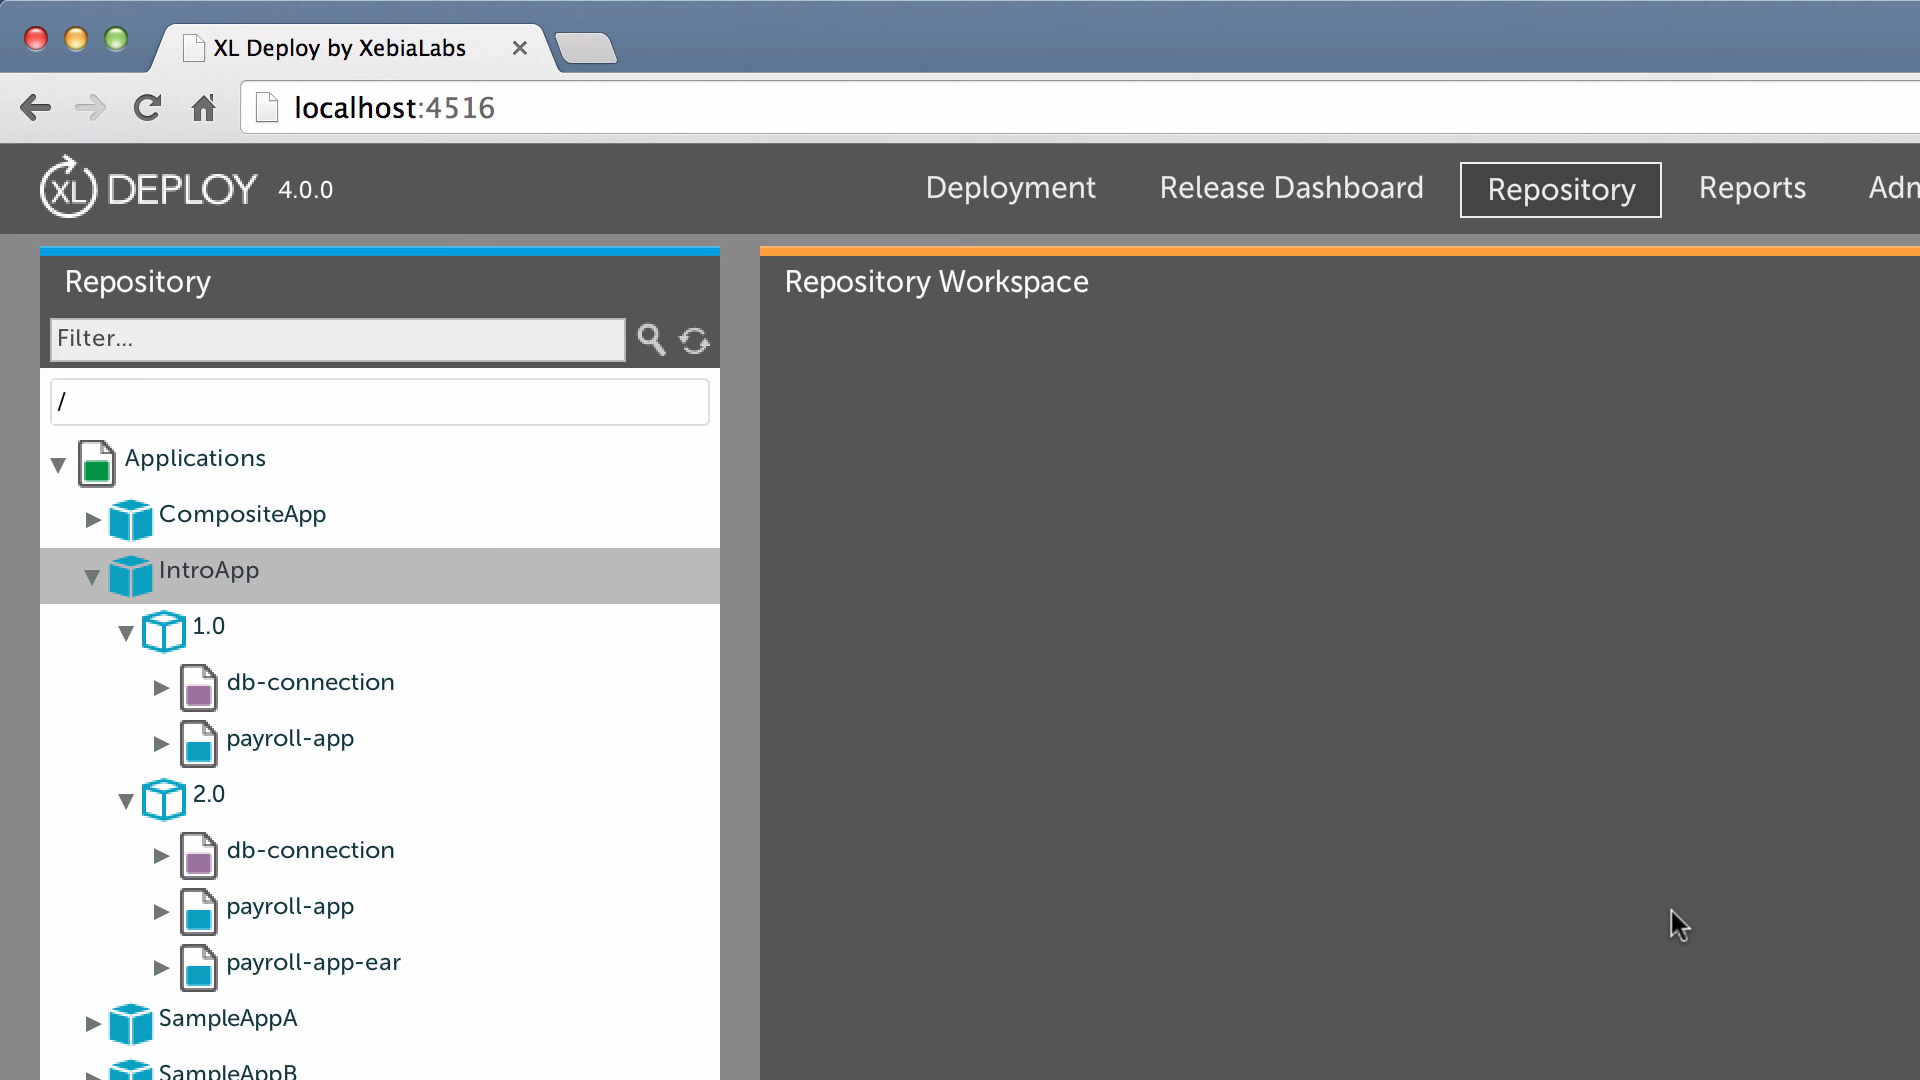 XL Deploy by XebiaLabs
localhost:4516
XL DEPLOY 4.0.0
Deployment Release Dashboard Repository Reports Adm
Repository
Repository Workspace
Filter...
/
Applications
CompositeApp
IntroApp
1.0
db-connection
payroll-app
2.0
db-connection
payroll-app
payroll-app-ear
SampleAppA
SampleAppB